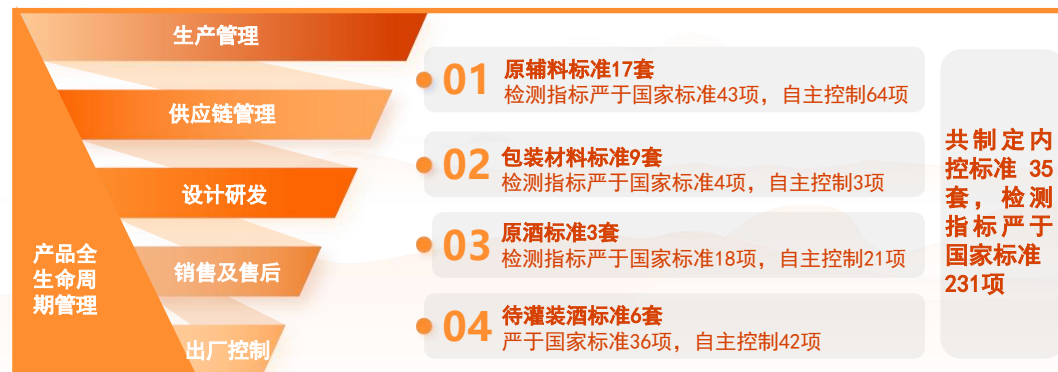 生产管理
供应链管理
设计研发
销售及售后
出厂控制
产品全
生命周
期管理
01
原辅料标准17套
检测指标严于国家标准43项，自主控制64项
02
包装材料标准9套
检测指标严于国家标准4项，自主控制3项
03
原酒标准3套
检测指标严于国家标准18项，自主控制21项
04
待灌装酒标准6套
严于国家标准36项，自主控制42项
共制定内
控标准 35
套，检测
指标严于
国家标准
231项